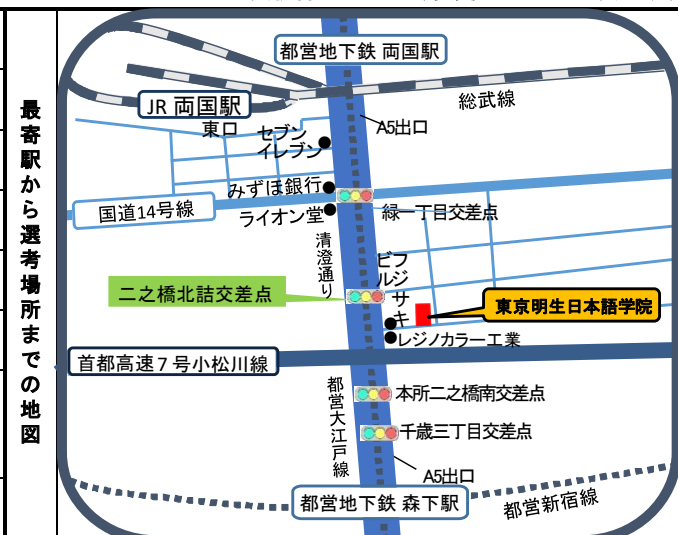 最寄駅から選考場所までの地図
都営地下鉄 両国駅
JR 両国駅
東口
総武線
A5出口
セブン
イレブン
みずほ銀行
国道14号線
ライオン堂
緑一丁目交差点
清澄通り
フジサキ
ビル
二之橋北詰交差点
東京明生日本語学院
レジノカラー工業
首都高速７号小松川線
都営大江戸線
本所二之橋南交差点
千歳三丁目交差点
A5出口
都営地下鉄 森下駅
都営新宿線